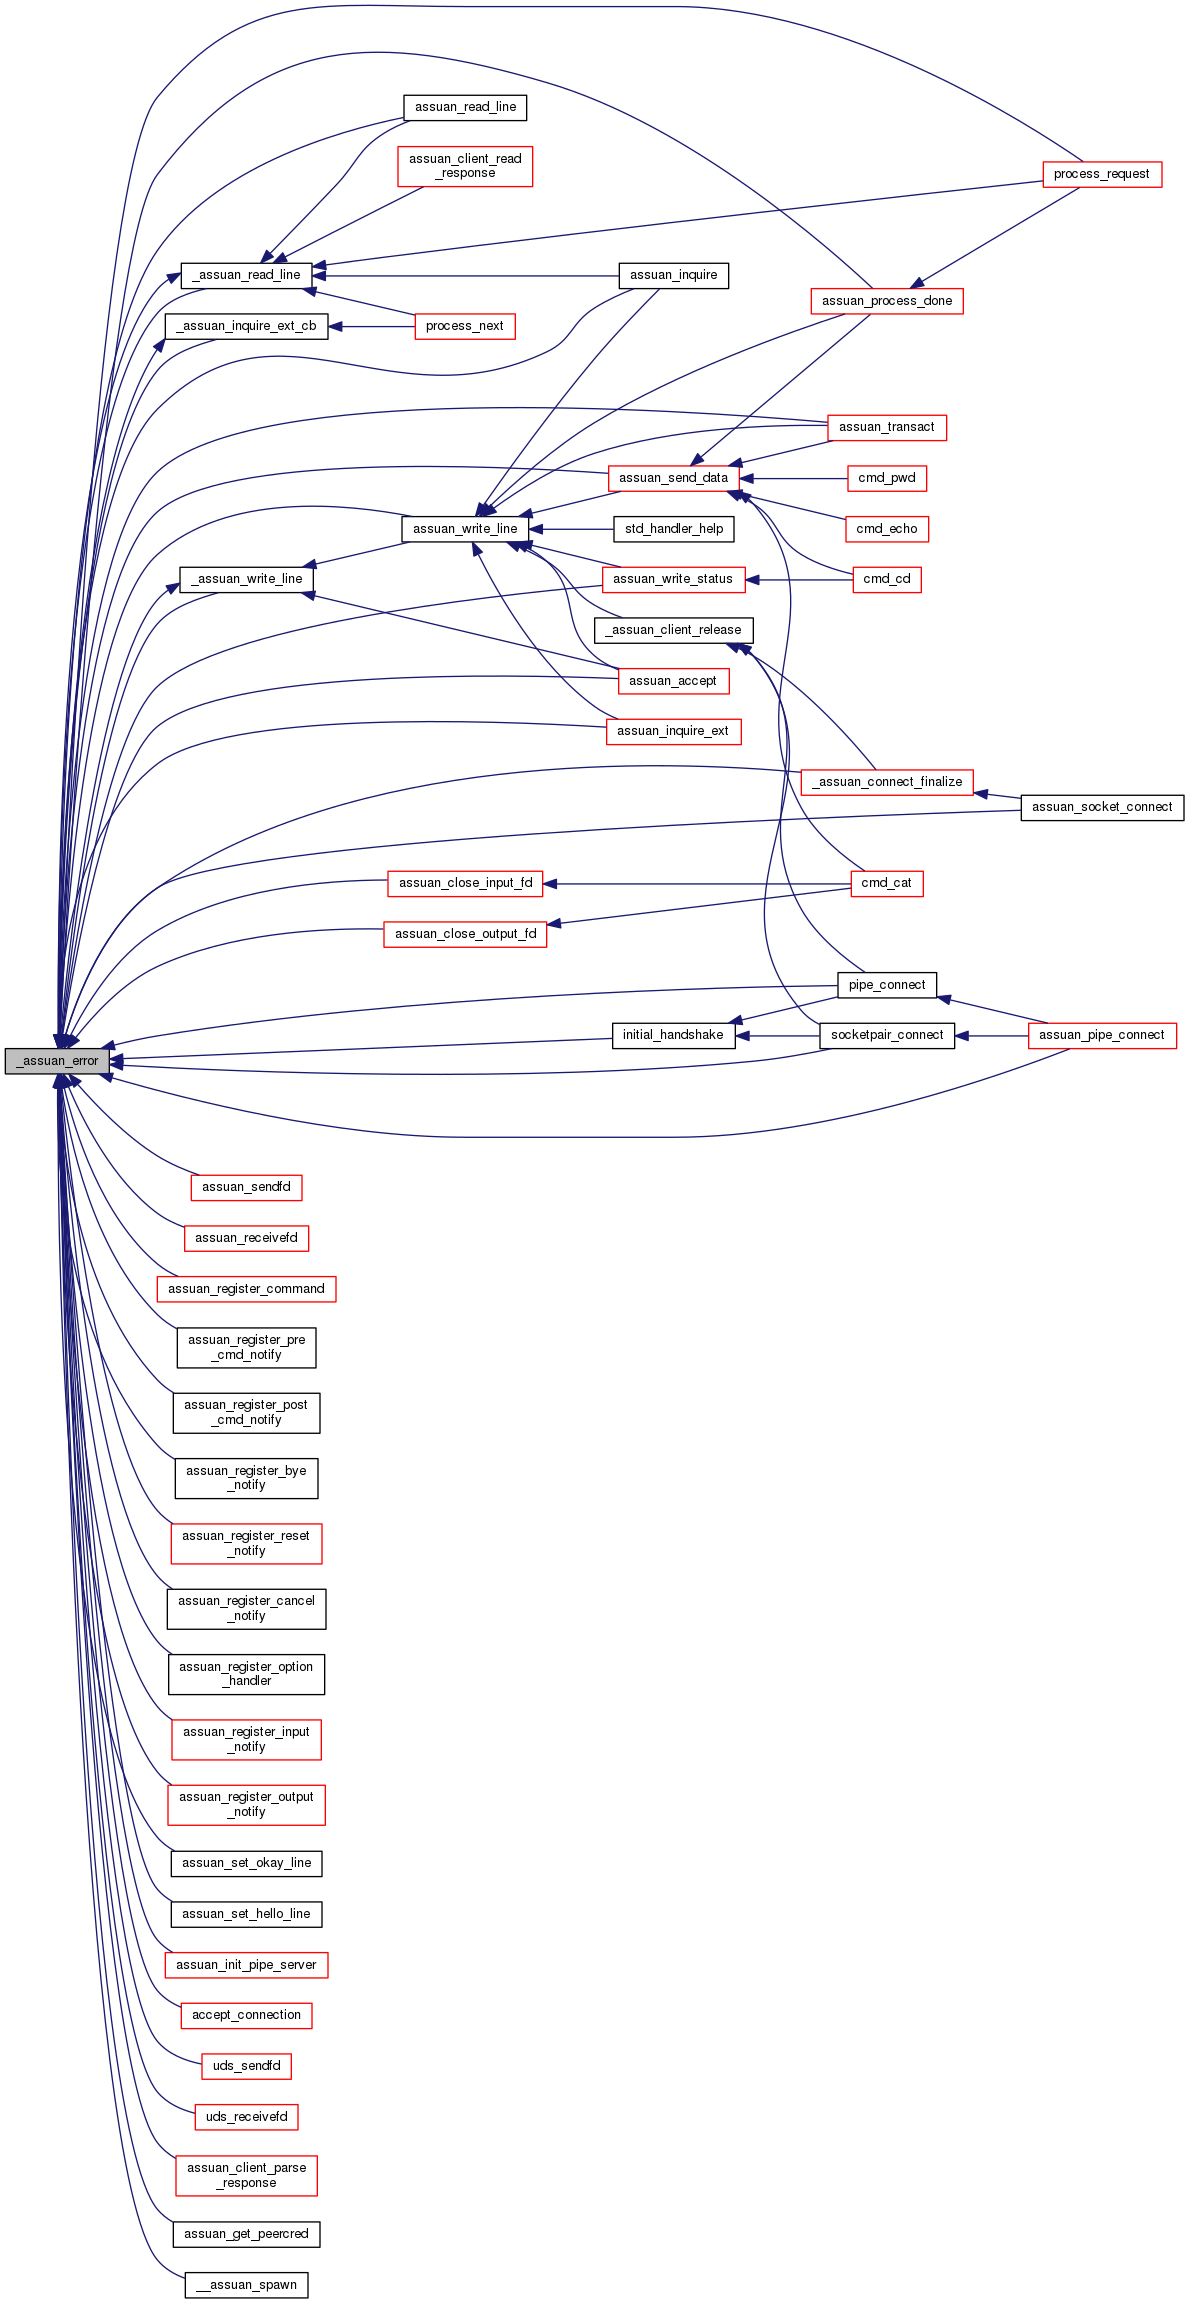 assuan_read_line
assuan_client_read
_response
process_request
_assuan_read_line
assuan_inquire
assuan_process_done
_assuan_inquire_ext_cb
process_next
assuan_transact
assuan_send_data
cmd_pwd
assuan_write_line
std_handler_help
cmd_echo
_assuan_write_line
assuan_write_status
cmd_cd
_assuan_client_release
assuan_accept
assuan_inquire_ext
_assuan_connect_finalize
assuan_socket_connect
assuan_close_input_fd
cmd_cat
assuan_close_output_fd
pipe_connect
initial_handshake
socketpair_connect
assuan_pipe_connect
_assuan_error
assuan_sendfd
assuan_receivefd
assuan_register_command
assuan_register_pre
_cmd_notify
assuan_register_post
_cmd_notify
assuan_register_bye
_notify
assuan_register_reset
_notify
assuan_register_cancel
_notify
assuan_register_option
_handler
assuan_register_input
_notify
assuan_register_output
_notify
assuan_set_okay_line
assuan_set_hello_line
assuan_init_pipe_server
accept_connection
uds_sendfd
uds_receivefd
assuan_client_parse
_response
assuan_get_peercred
__assuan_spawn